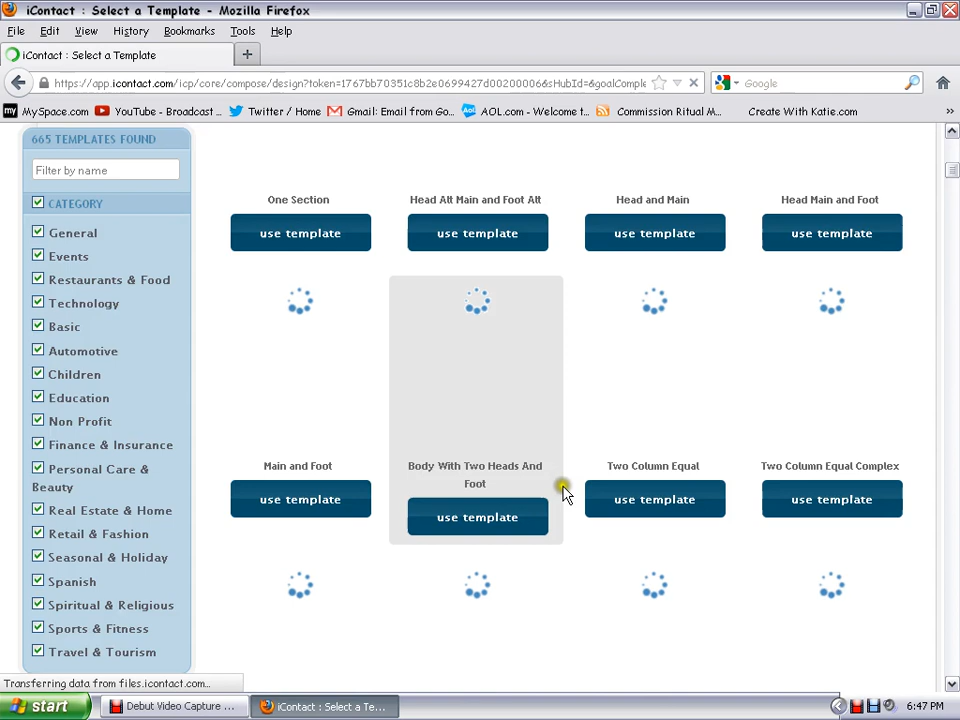 iContact : Select a Template - Mozilla Firefox
File Edit View History Bookmarks Tools Help
iContact : Select a Template
https://app.icontact.com/icp/core/compose/design?token=1767bb70351c8b2e0699427d0020006&sHubId=&goalComple
Google
my MySpace.com YouTube - Broadcast ... Twitter / Home Gmail: Email from Go... AOL.com - Welcome t... Commission Ritual M... Create With Katie.com
665 TEMPLATES FOUND
Filter by name
CATEGORY
General
Events
Restaurants & Food
Technology
Basic
Automotive
Children
Education
Non Profit
Finance & Insurance
Personal Care &
Beauty
Real Estate & Home
Retail & Fashion
Seasonal & Holiday
Spanish
Spiritual & Religious
Sports & Fitness
Travel & Tourism
One Section Head Alt Main and Foot Alt Head and Main Head Main and Foot
use template use template use template use template
Main and Foot Body With Two Heads And Two Column Equal Two Column Equal Complex
Foot
use template use template use template use template
Transferring data from files.icontact.com...
start Debut Video Capture ... iContact : Select a Te... 6:47 PM